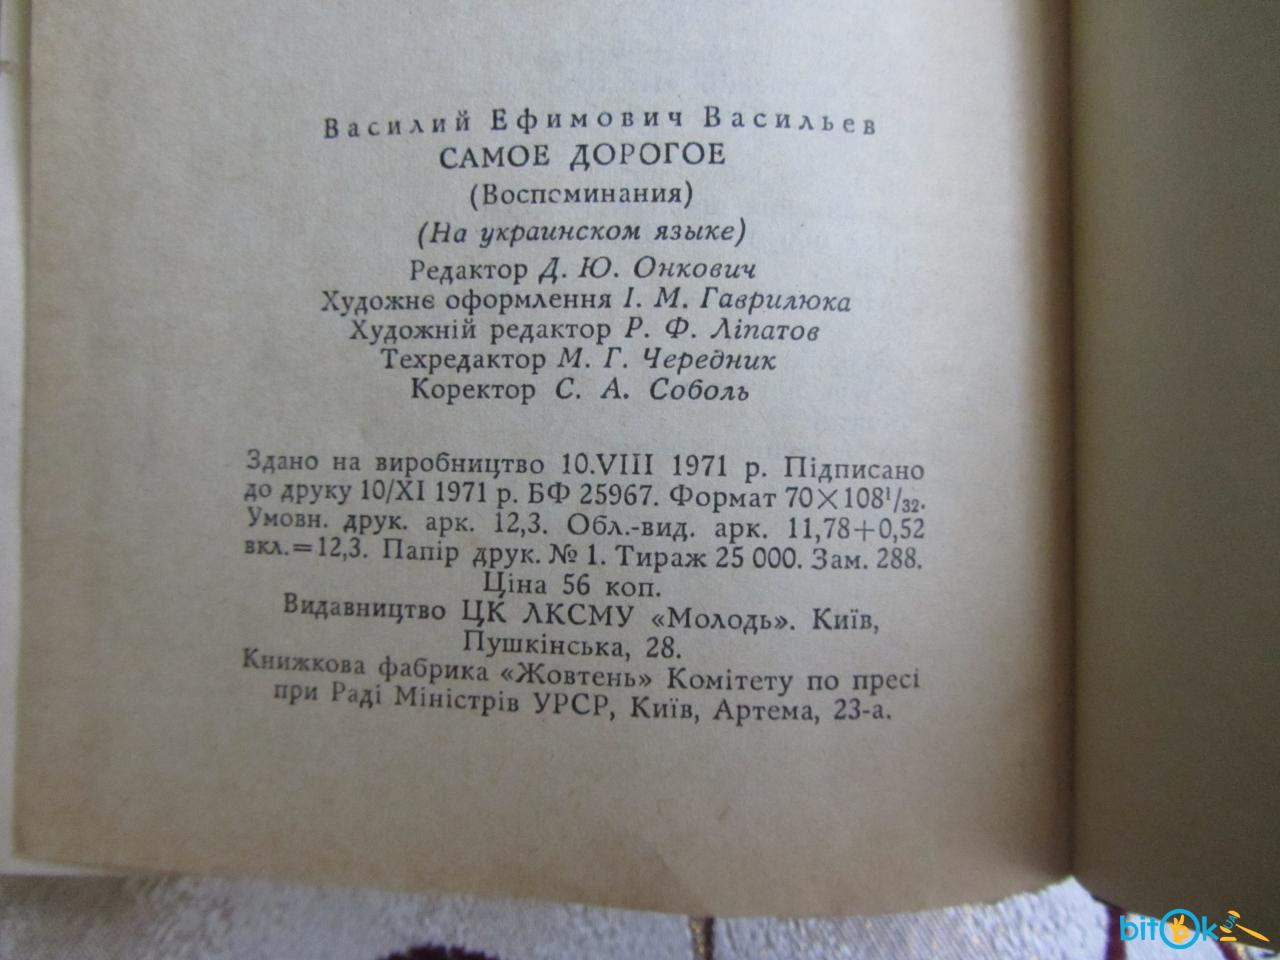 Василий Ефимович Васильев
САМОЕ ДОРОГОЕ
(Воспоминания)
(На украинском языке)
Редактор Д. Ю. Онкович
Художнє оформлення І. М. Гаврилюка
Художній редактор Р. Ф. Ліпатов
Техредактор М. Г. Чередник
Коректор С. А. Соболь
Здано на виробництво 10.VIII 1971 р. Підписано
до друку 10/XI 1971 р. БФ 25967. Формат 70×108¹/₃₂.
Умовн. друк. арк. 12,3. Обл.-вид. арк. 11,78+0,52
вкл.=12,3. Папір друк. № 1. Тираж 25 000. Зам. 288.
Ціна 56 коп.
Видавництво ЦК ЛКСМУ «Молодь». Київ,
Пушкінська, 28.
Книжкова фабрика «Жовтень» Комітету по пресі
при Раді Міністрів УРСР, Київ, Артема, 23-а.
bitOk UA